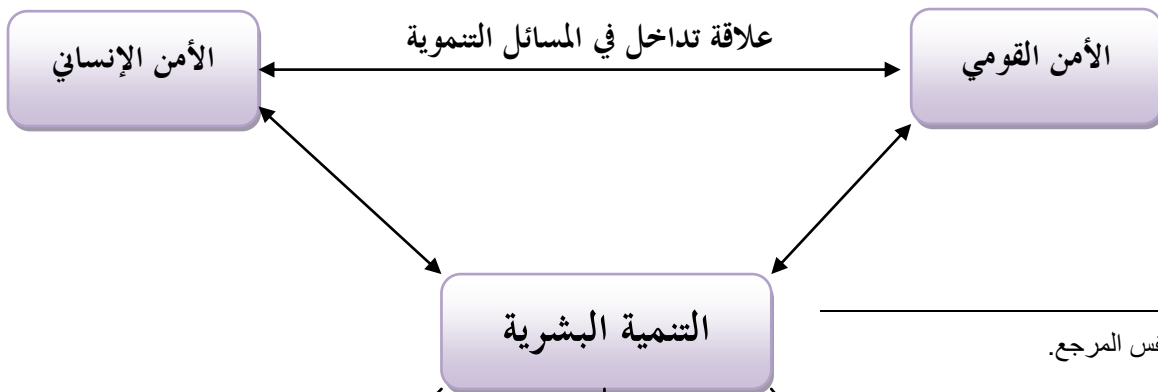 علاقة تداخل في المسائل التنموية
الأمن القومي
الأمن الإنساني
التنمية البشرية
المرجع.